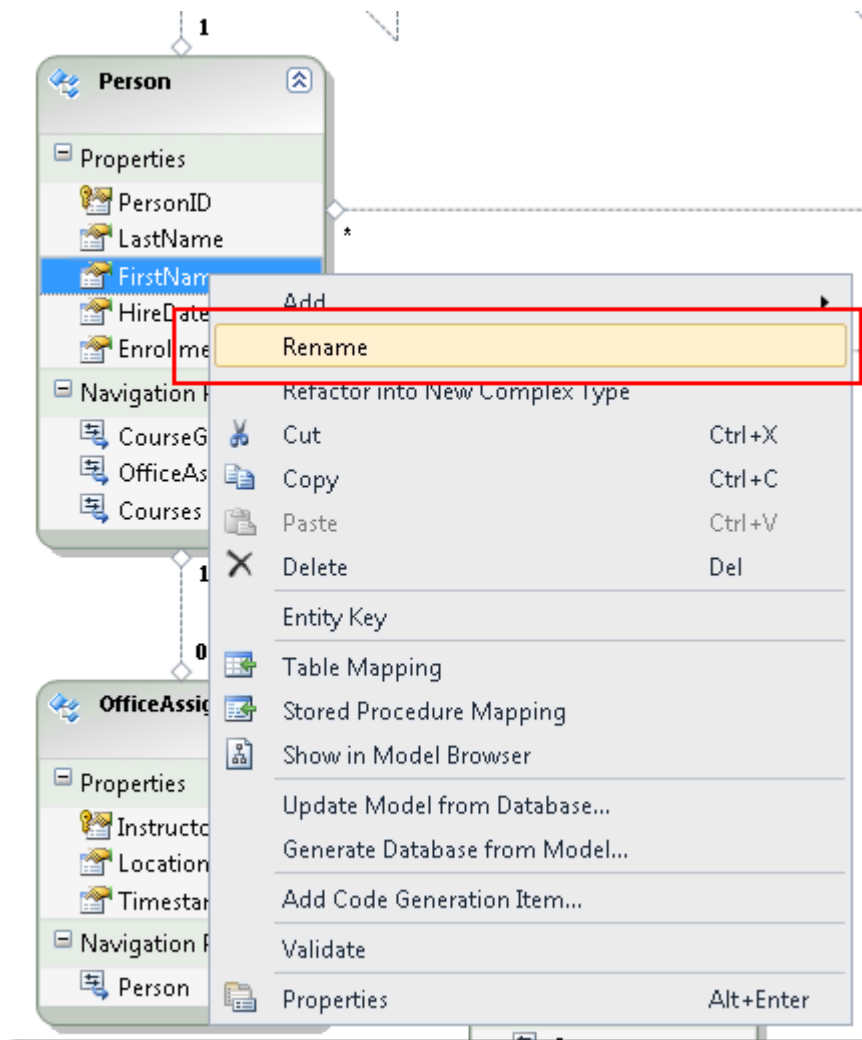 1
Person
Properties
PersonID
LastName
FirstNam
HireDate
*
Navigation
CourseG
OfficeAs
Courses
1
0
OfficeAssig
Properties
Instructo
Location
Timestar
Navigation
Person
Add
Rename
Refactor into New Complex Type
Cut Ctrl+X
Copy Ctrl+C
Paste Ctrl+V
Delete Del
Entity Key
Table Mapping
Stored Procedure Mapping
Show in Model Browser
Update Model from Database...
Generate Database from Model...
Add Code Generation Item...
Validate
Properties Alt+Enter